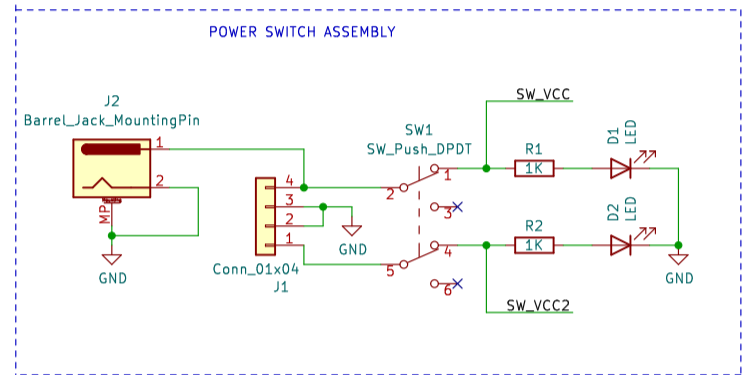 POWER SWITCH ASSEMBLY
J2
Barrel_Jack_MountingPin
1
2
MP
GND
4
3
2
1
GND
Conn_01x04
J1
SW1
SW_Push_DPDT
2
1
3
5
4
6
SW_VCC
R1
1K
D1
LED
R2
1K
D2
LED
GND
SW_VCC2